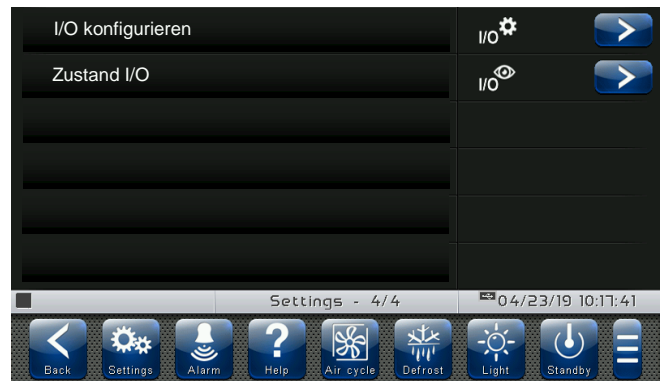 I/O konfigurieren
I/O
Zustand I/O
I/O
Settings - 4/4
04/23/19 10:17:41
Back
Settings
Alarm
Help
Air cycle
Defrost
Light
Standby